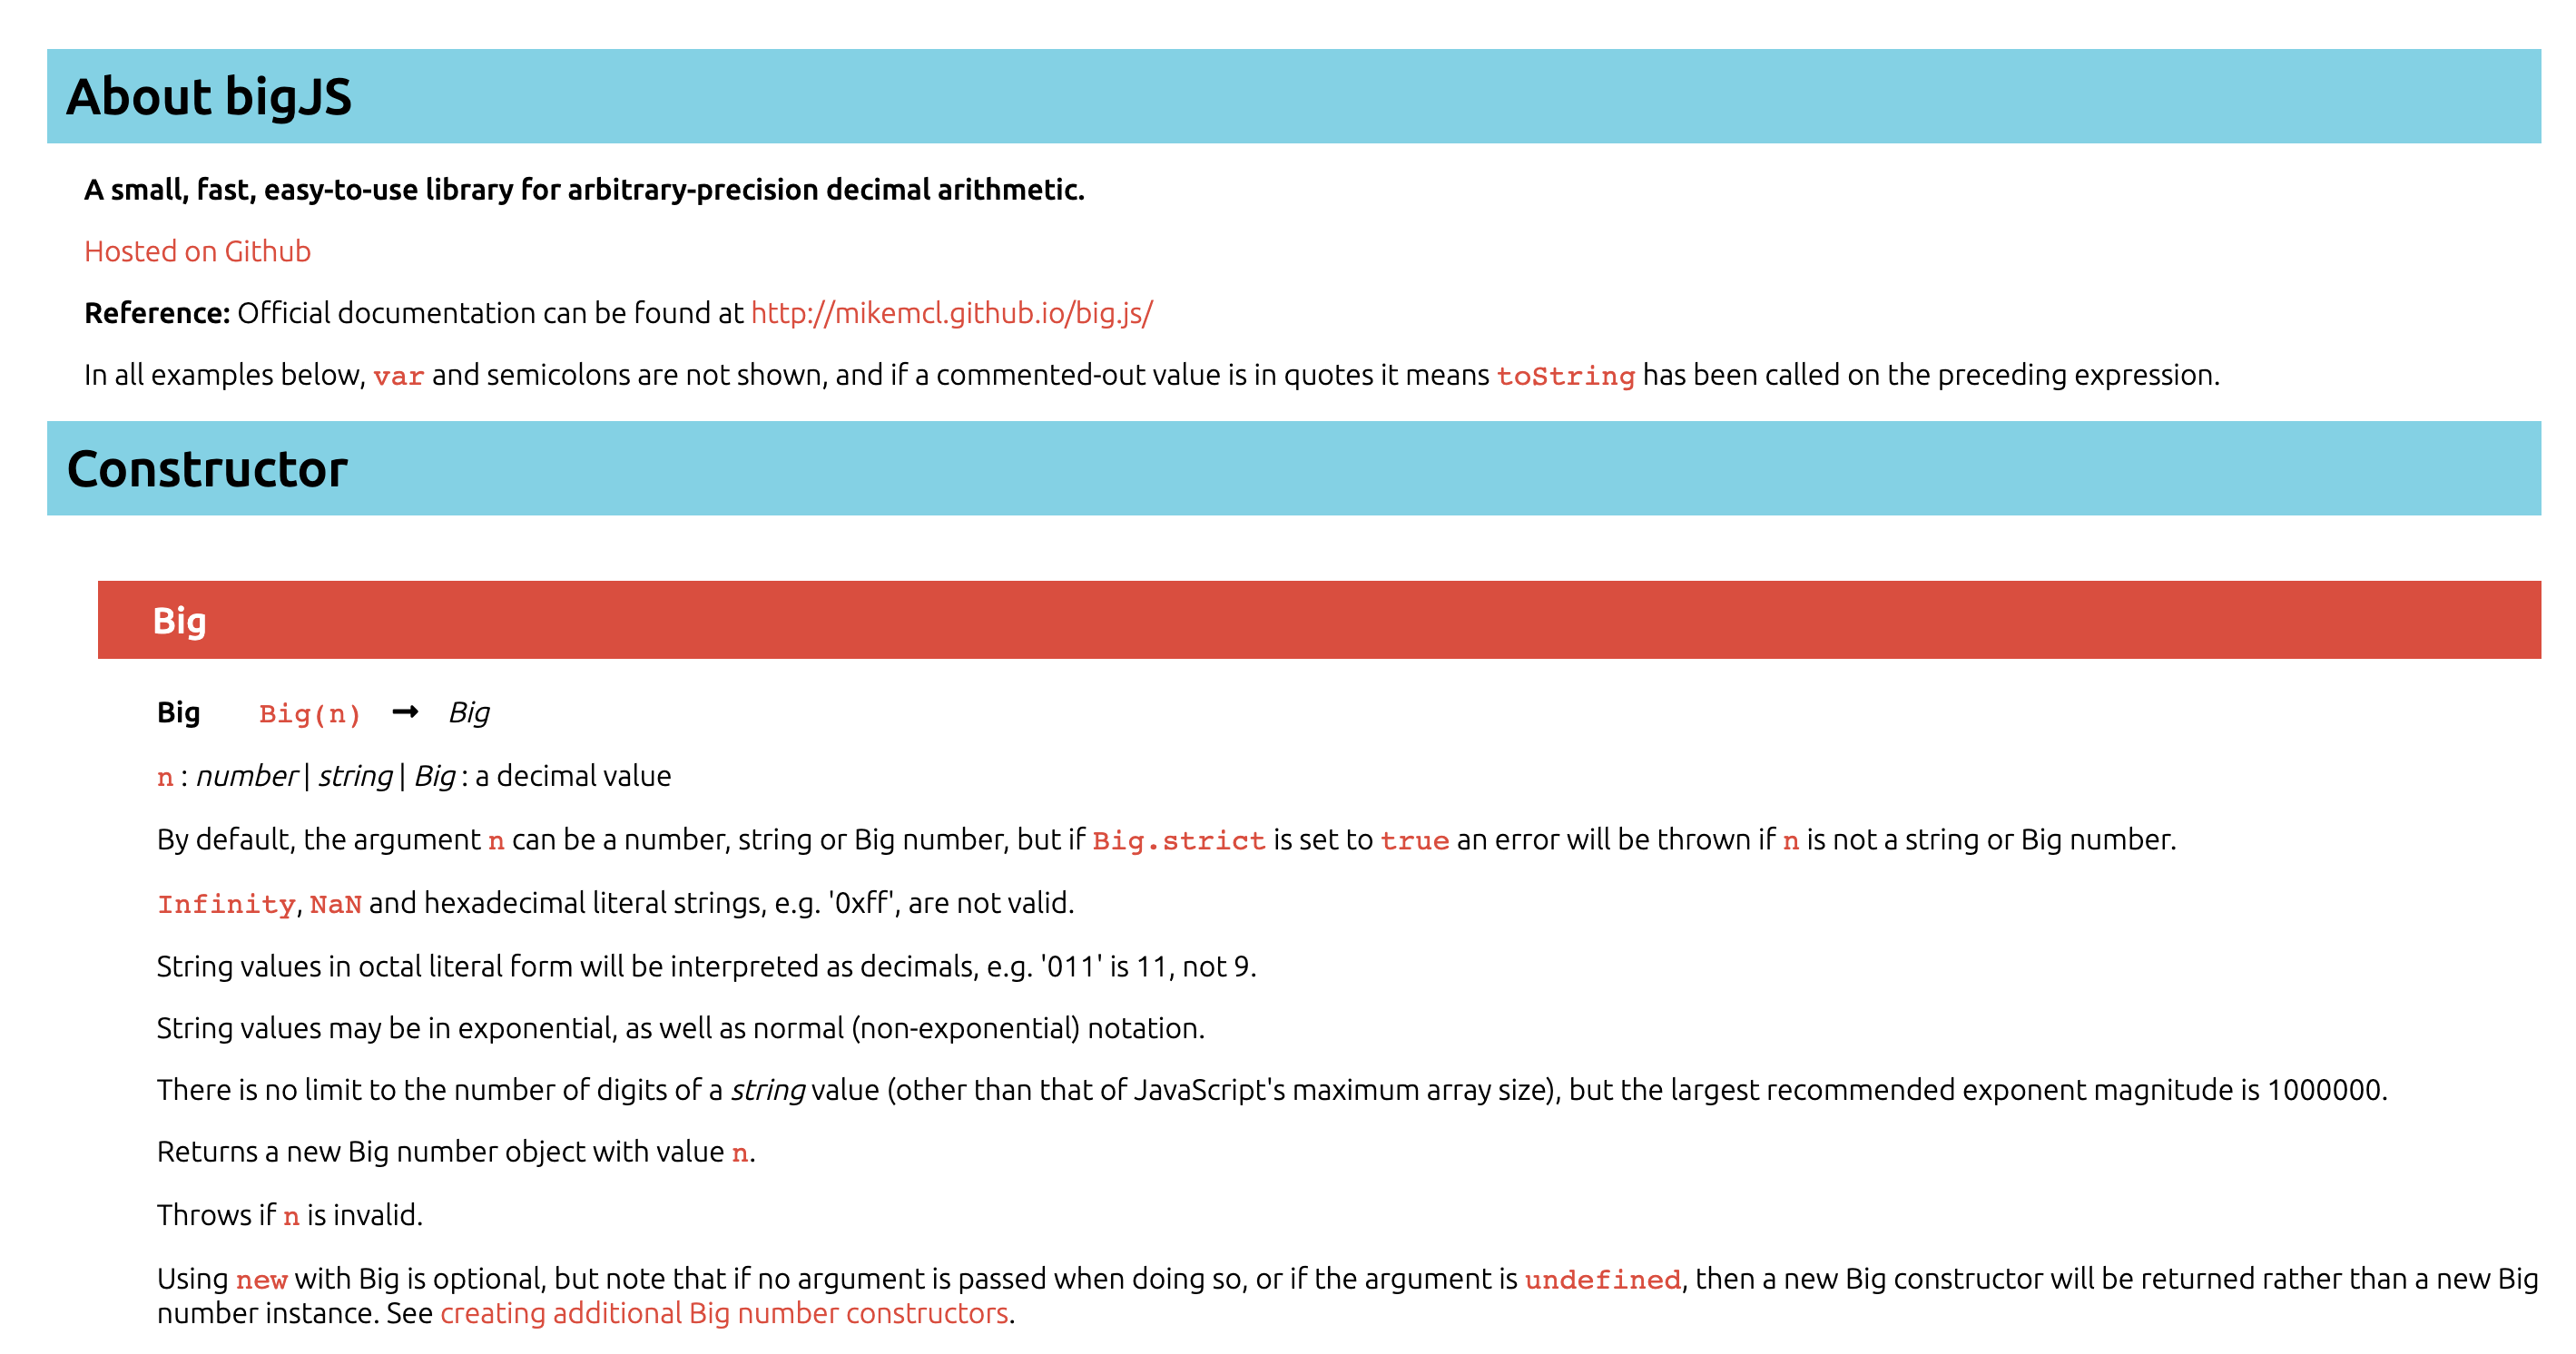 About bigJS
A small, fast, easy-to-use library for arbitrary-precision decimal arithmetic.
Hosted on Github
Reference: Official documentation can be found at http://mikemcl.github.io/big.js/
In all examples below, var and semicolons are not shown, and if a commented-out value is in quotes it means toString has been called on the preceding expression.
Constructor
Big
Big Big(n) ➞ Big
n : number | string | Big : a decimal value
By default, the argument n can be a number, string or Big number, but if Big.strict is set to true an error will be thrown if n is not a string or Big number.
Infinity, NaN and hexadecimal literal strings, e.g. '0xff', are not valid.
String values in octal literal form will be interpreted as decimals, e.g. '011' is 11, not 9.
String values may be in exponential, as well as normal (non-exponential) notation.
There is no limit to the number of digits of a string value (other than that of JavaScript's maximum array size), but the largest recommended exponent magnitude is 1000000.
Returns a new Big number object with value n.
Throws if n is invalid.
Using new with Big is optional, but note that if no argument is passed when doing so, or if the argument is undefined, then a new Big constructor will be returned rather than a new Big
number instance. See creating additional Big number constructors.